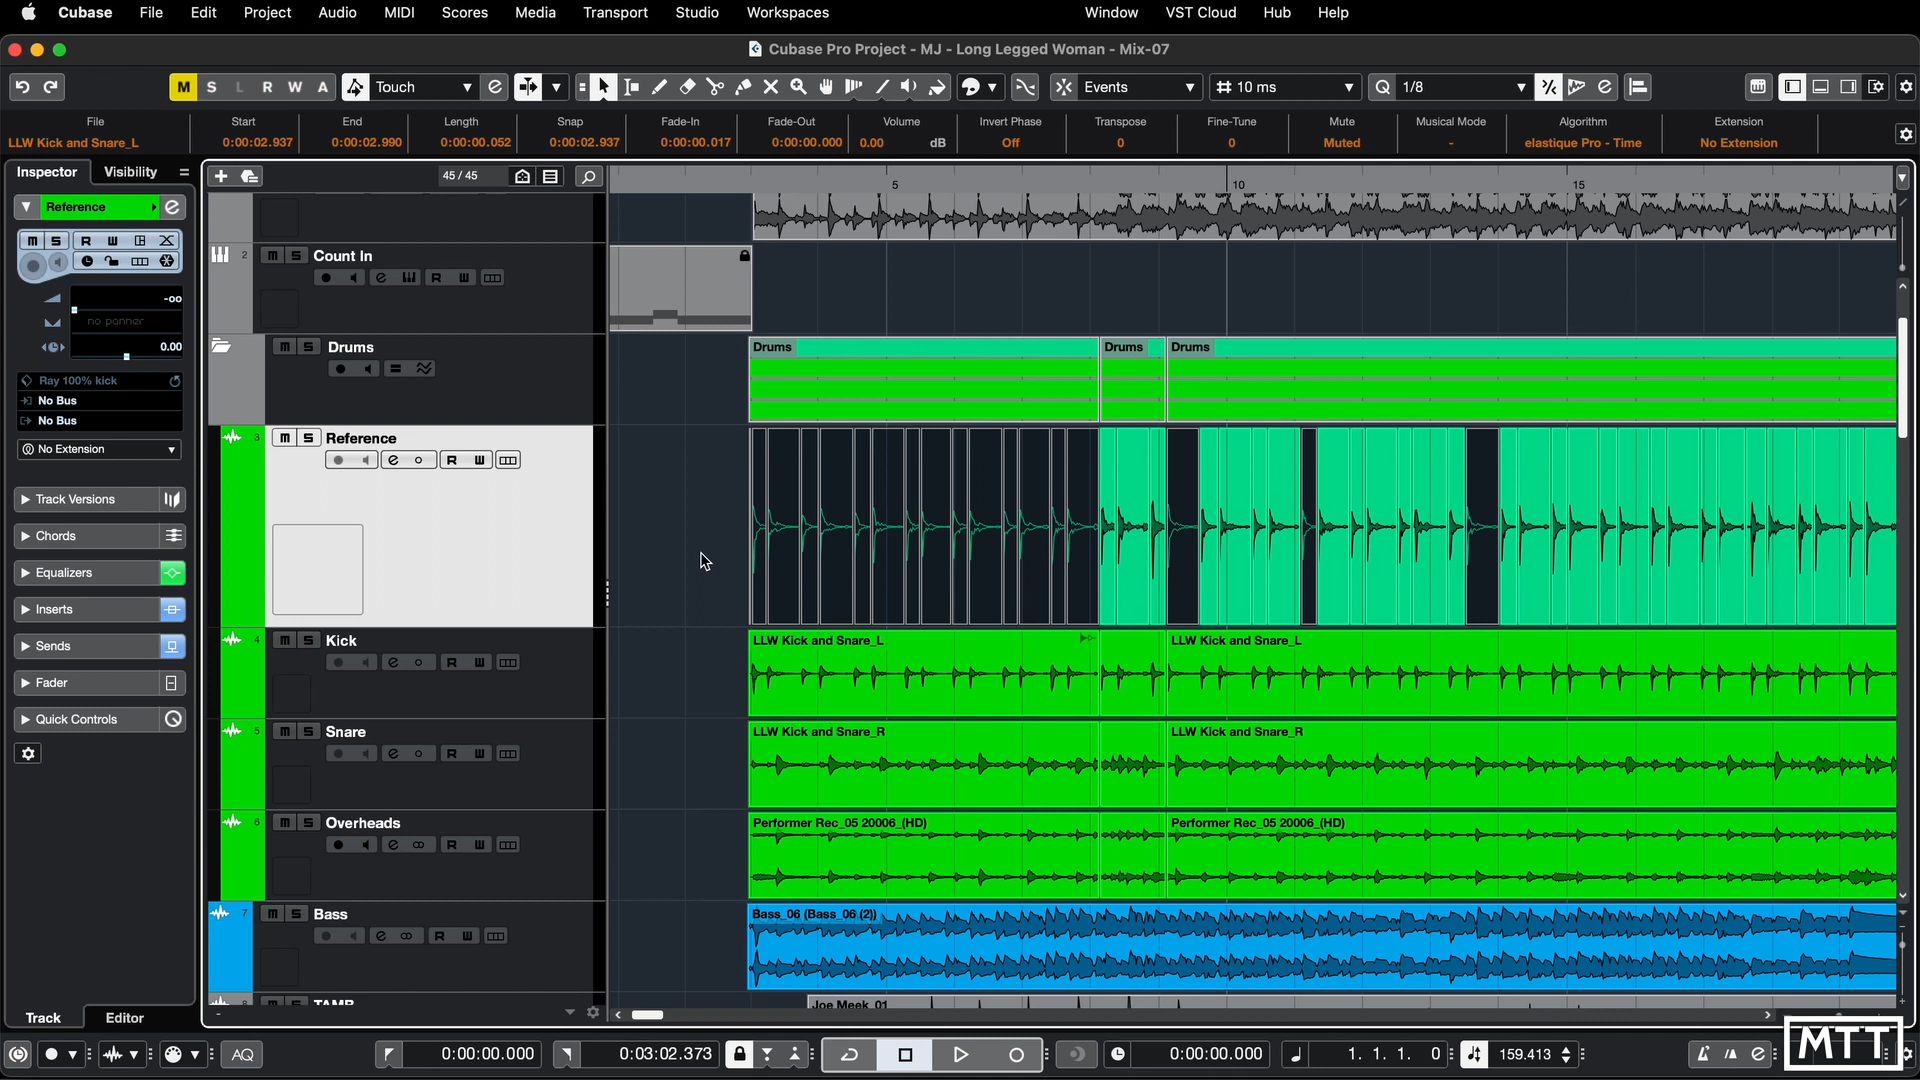 Cubase File Edit Project Audio MIDI Scores Media Transport Studio Workspaces Window VST Cloud Hub Help
Cubase Pro Project - MJ - Long Legged Woman - Mix-07
M S L R W A Touch Events 10 ms Q 1/8
File Start End Length Snap Fade-In Fade-Out Volume Invert Phase Transpose Fine-Tune Mute Musical Mode Algorithm Extension
LLW Kick and Snare_L 0:00:02.937 0:00:02.990 0:00:00.052 0:00:02.937 0:00:00.017 0:00:00.000 0.00 dB Off 0 0 Muted - elastique Pro - Time No Extension
Inspector Visibility
45 / 45
5 10 15
Reference
m S R W
-oo
no panner
0.00
Ray 100% kick
No Bus
No Bus
No Extension
Track Versions
Chords
Equalizers
Inserts
Sends
Fader
Quick Controls
2 m S Count In
e R W
m S Drums
Drums Drums Drums
3 m S Reference
e R W
4 m S Kick
e R W
LLW Kick and Snare_L LLW Kick and Snare_L
5 m S Snare
e R W
LLW Kick and Snare_R LLW Kick and Snare_R
6 m S Overheads
e R W
Performer Rec_05 20006_(HD) Performer Rec_05 20006_(HD)
7 m S Bass
e R W
Bass_06 (Bass_06 (2))
8 m S TAMB
Joe Meek_01
Track Editor
AQ 0:00:00.000 0:03:02.373 0:00:00.000 1. 1. 1. 0 159.413
MTT